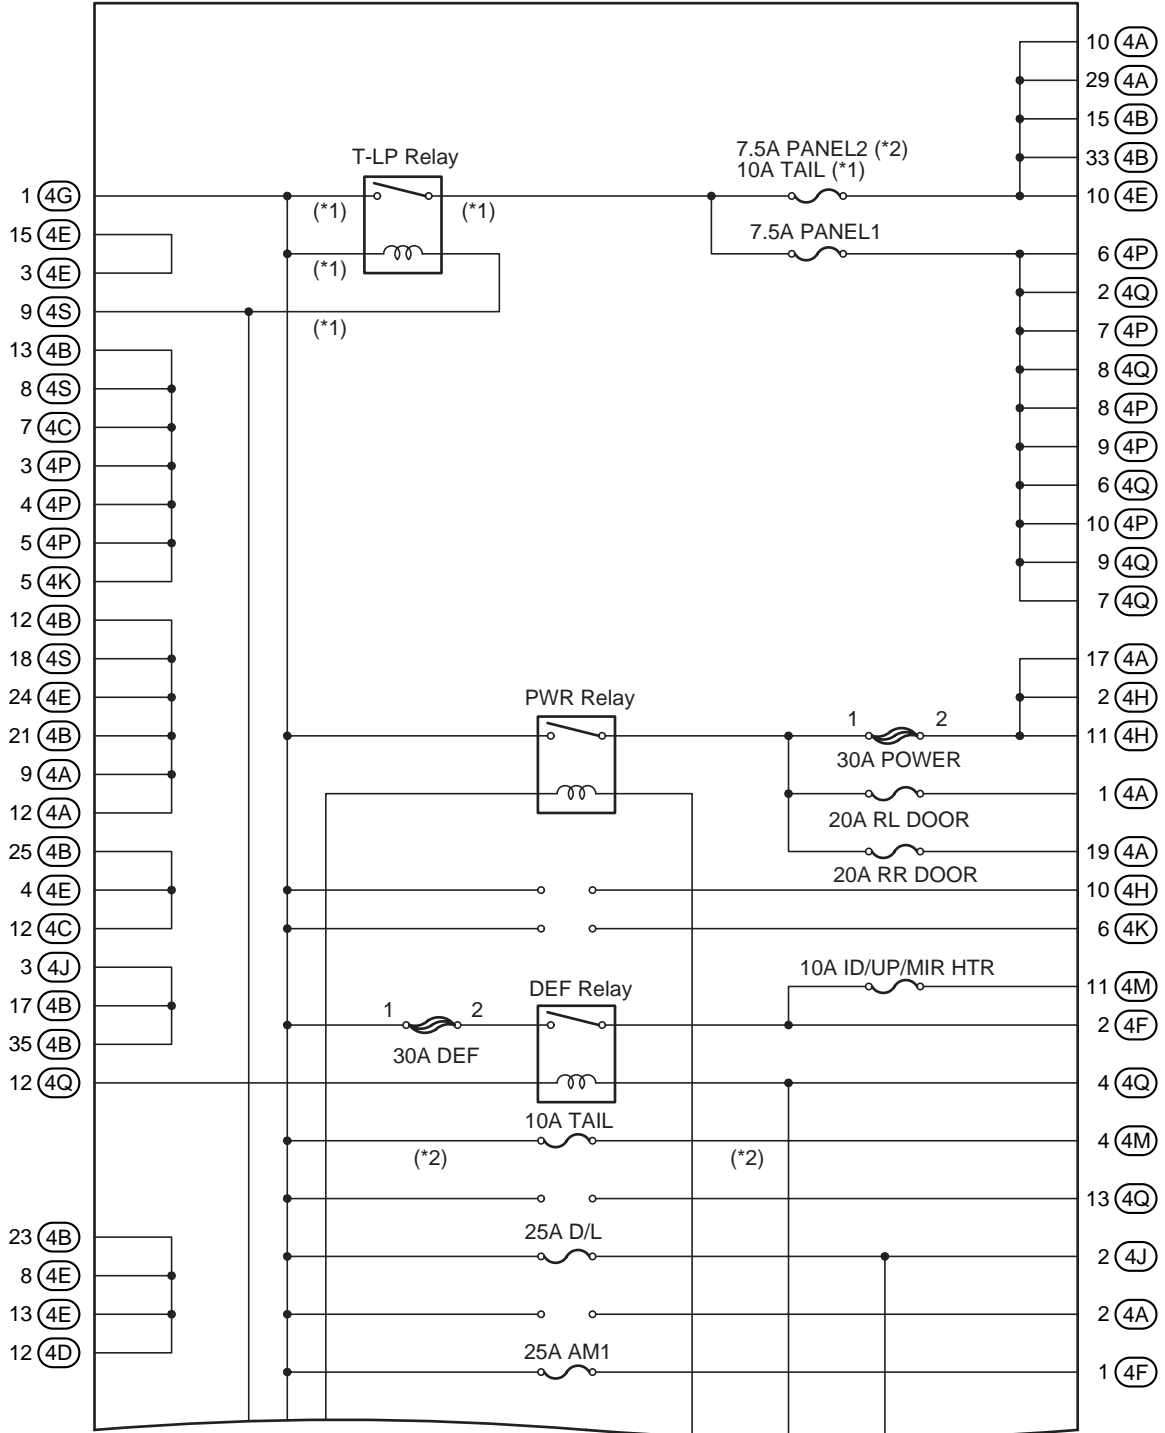 10 4A
29 4A
15 4B
33 4B
T-LP Relay
7.5A PANEL2 (*2)
10A TAIL (*1)
1 4G
(*1)
(*1)
10 4E
15 4E
7.5A PANEL1
6 4P
3 4E
(*1)
2 4Q
9 4S
(*1)
7 4P
13 4B
8 4Q
8 4S
8 4P
7 4C
9 4P
3 4P
6 4Q
4 4P
10 4P
5 4P
9 4Q
5 4K
7 4Q
12 4B
18 4S
17 4A
24 4E
PWR Relay
2 4H
21 4B
1 2
11 4H
30A POWER
9 4A
1 4A
12 4A
20A RL DOOR
25 4B
19 4A
20A RR DOOR
4 4E
10 4H
12 4C
6 4K
3 4J
10A ID/UP/MIR HTR
DEF Relay
11 4M
17 4B
1 2
2 4F
35 4B
30A DEF
12 4Q
4 4Q
10A TAIL
4 4M
(*2)
(*2)
13 4Q
23 4B
25A D/L
2 4J
8 4E
13 4E
2 4A
12 4D
25A AM1
1 4F